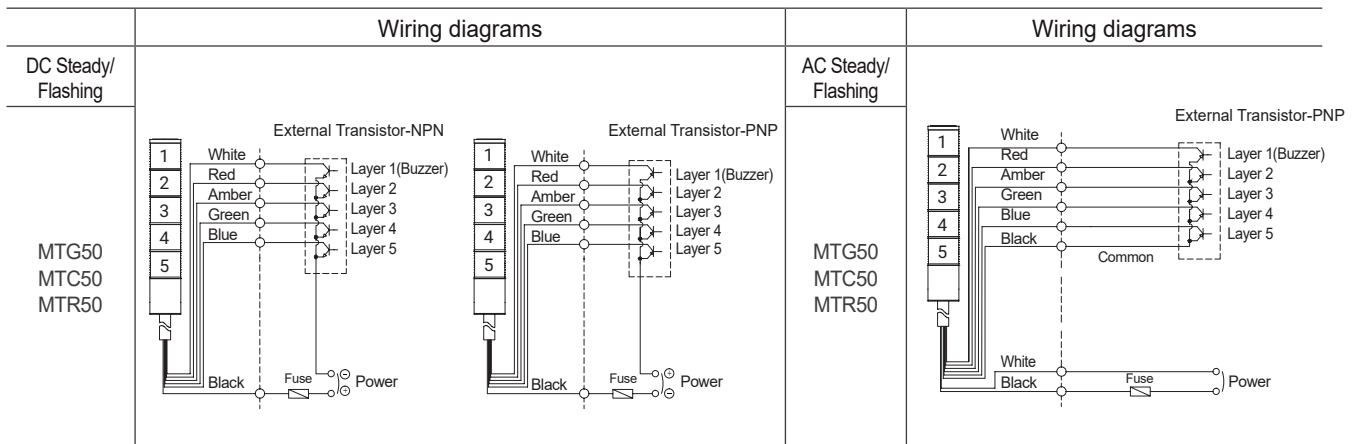 Wiring diagrams
Wiring diagrams
DC Steady/
Flashing
AC Steady/
Flashing
MTG50
MTC50
MTR50
External Transistor-NPN
1
2
3
4
5
White
Red
Amber
Green
Blue
Layer 1(Buzzer)
Layer 2
Layer 3
Layer 4
Layer 5
Black
Fuse
⊖
⊕
Power
External Transistor-PNP
1
2
3
4
5
White
Red
Amber
Green
Blue
Layer 1(Buzzer)
Layer 2
Layer 3
Layer 4
Layer 5
Black
Fuse
⊕
⊖
Power
MTG50
MTC50
MTR50
External Transistor-PNP
1
2
3
4
5
White
Red
Amber
Green
Blue
Black
Common
Layer 1(Buzzer)
Layer 2
Layer 3
Layer 4
Layer 5
White
Black
Fuse
Power